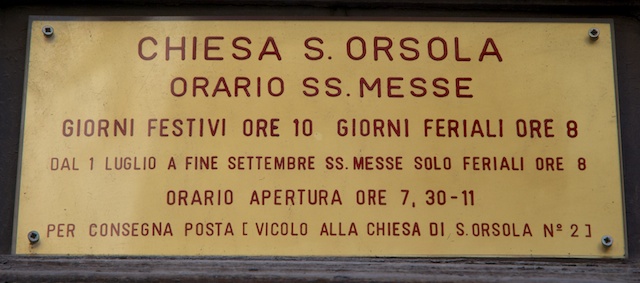 CHIESA S. ORSOLA
ORARIO SS. MESSE
GIORNI FESTIVI ORE 10 GIORNI FERIALI ORE 8
DAL 1 LUGLIO A FINE SETTEMBRE SS. MESSE SOLO FERIALI ORE 8
ORARIO APERTURA ORE 7, 30-11
PER CONSEGNA POSTA [ VICOLO ALLA CHIESA DI S. ORSOLA Nº 2 ]